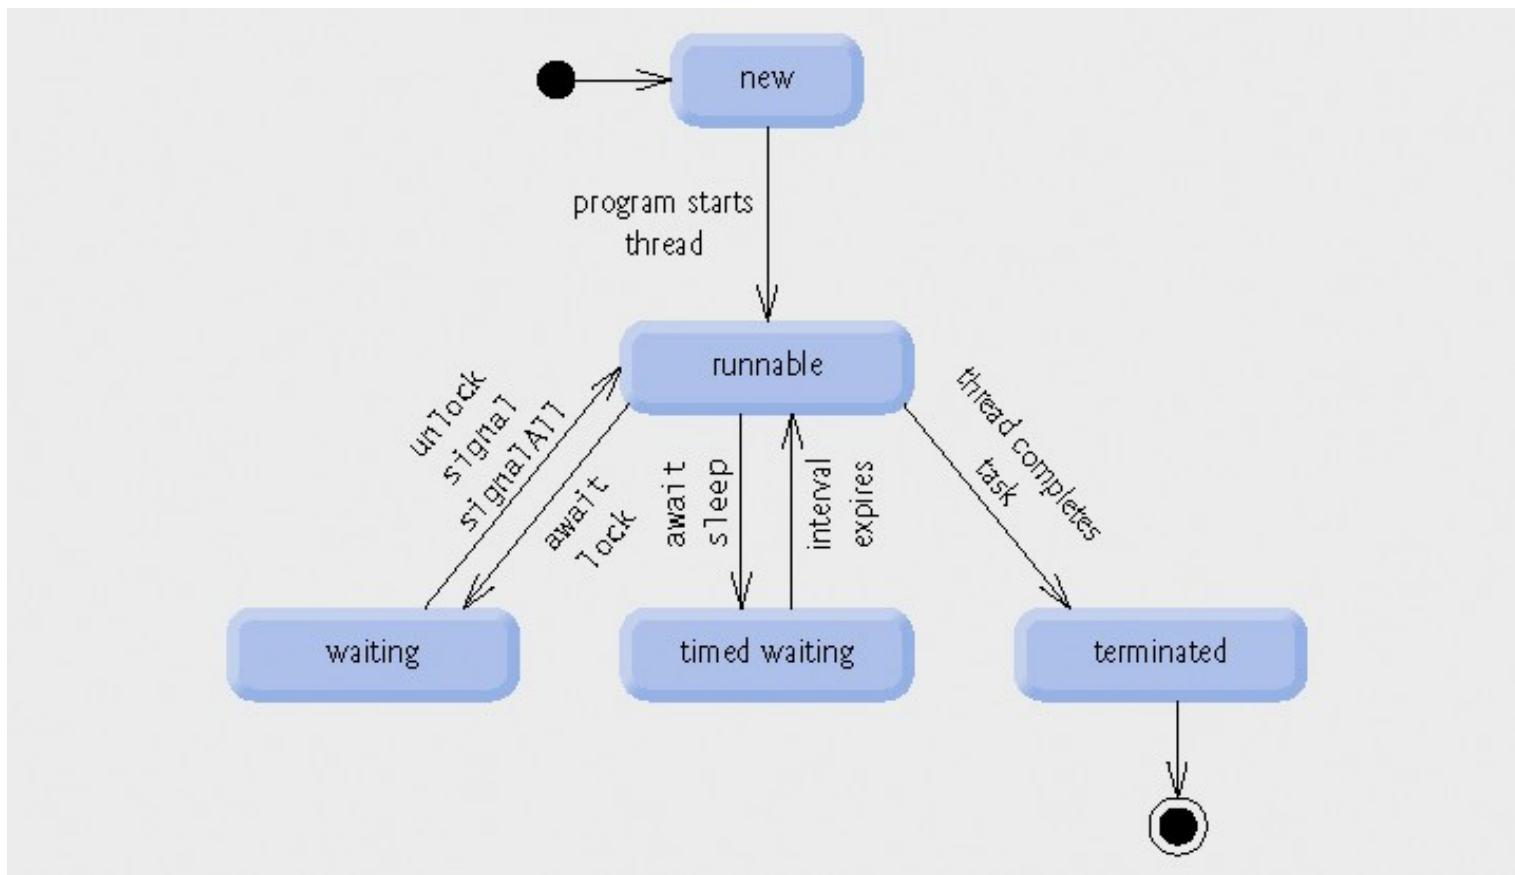 new
program starts
thread
runnable
unlock
signal
signalAll
await
lock
await
sleep
interval
expires
thread completes
task
waiting
timed waiting
terminated